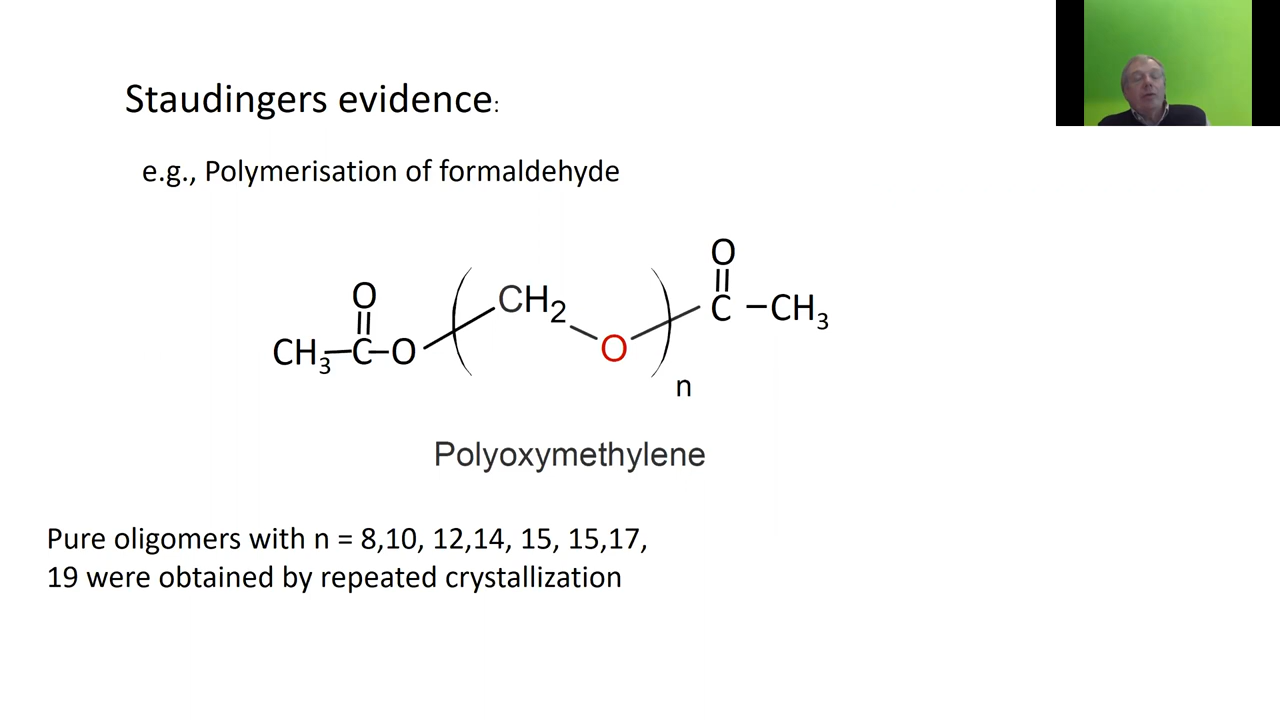 Staudingers evidence:
e.g., Polymerisation of formaldehyde
O
O
CH2
C
CH3
CH3
C
O
O
n
Polyoxymethylene
Pure oligomers with n = 8,10, 12,14, 15, 15,17,
19 were obtained by repeated crystallization